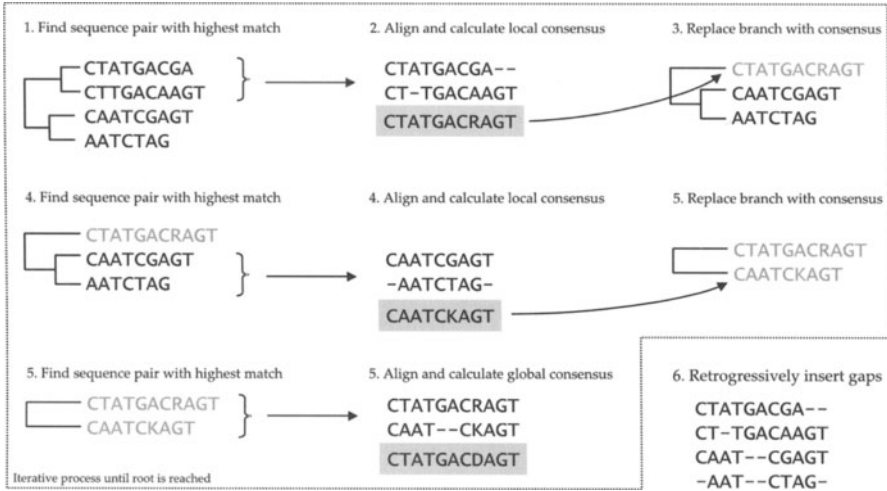 1. Find sequence pair with highest match
2. Align and calculate local consensus
3. Replace branch with consensus
CTATGACGA
CTTGACAAGT
CAATCGAGT
AATCTAG
CTATGACGA--
CT-TGACAAGT
CTATGACRAGT
CTATGACRAGT
CAATCGAGT
AATCTAG
4. Find sequence pair with highest match
4. Align and calculate local consensus
5. Replace branch with consensus
CTATGACRAGT
CAATCGAGT
AATCTAG
CAATCGAGT
-AATCTAG-
CAATCKAGT
CTATGACRAGT
CAATCKAGT
5. Find sequence pair with highest match
5. Align and calculate global consensus
6. Retrogressively insert gaps
CTATGACRAGT
CAATCKAGT
CTATGACRAGT
CAAT--CKAGT
CTATGACDAGT
CTATGACGA--
CT-TGACAAGT
CAAT--CGAGT
-AAT--CTAG-
Iterative process until root is reached